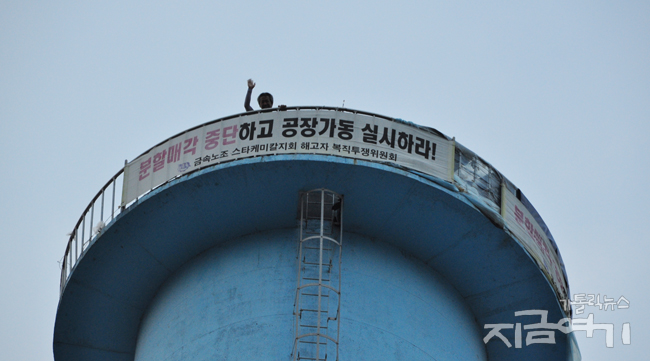 분할매각 중단하고 공장가동 실시하라!
금속노조 스타케미칼지회 해고자 복직투쟁위원회
가톨릭뉴스
지금여기